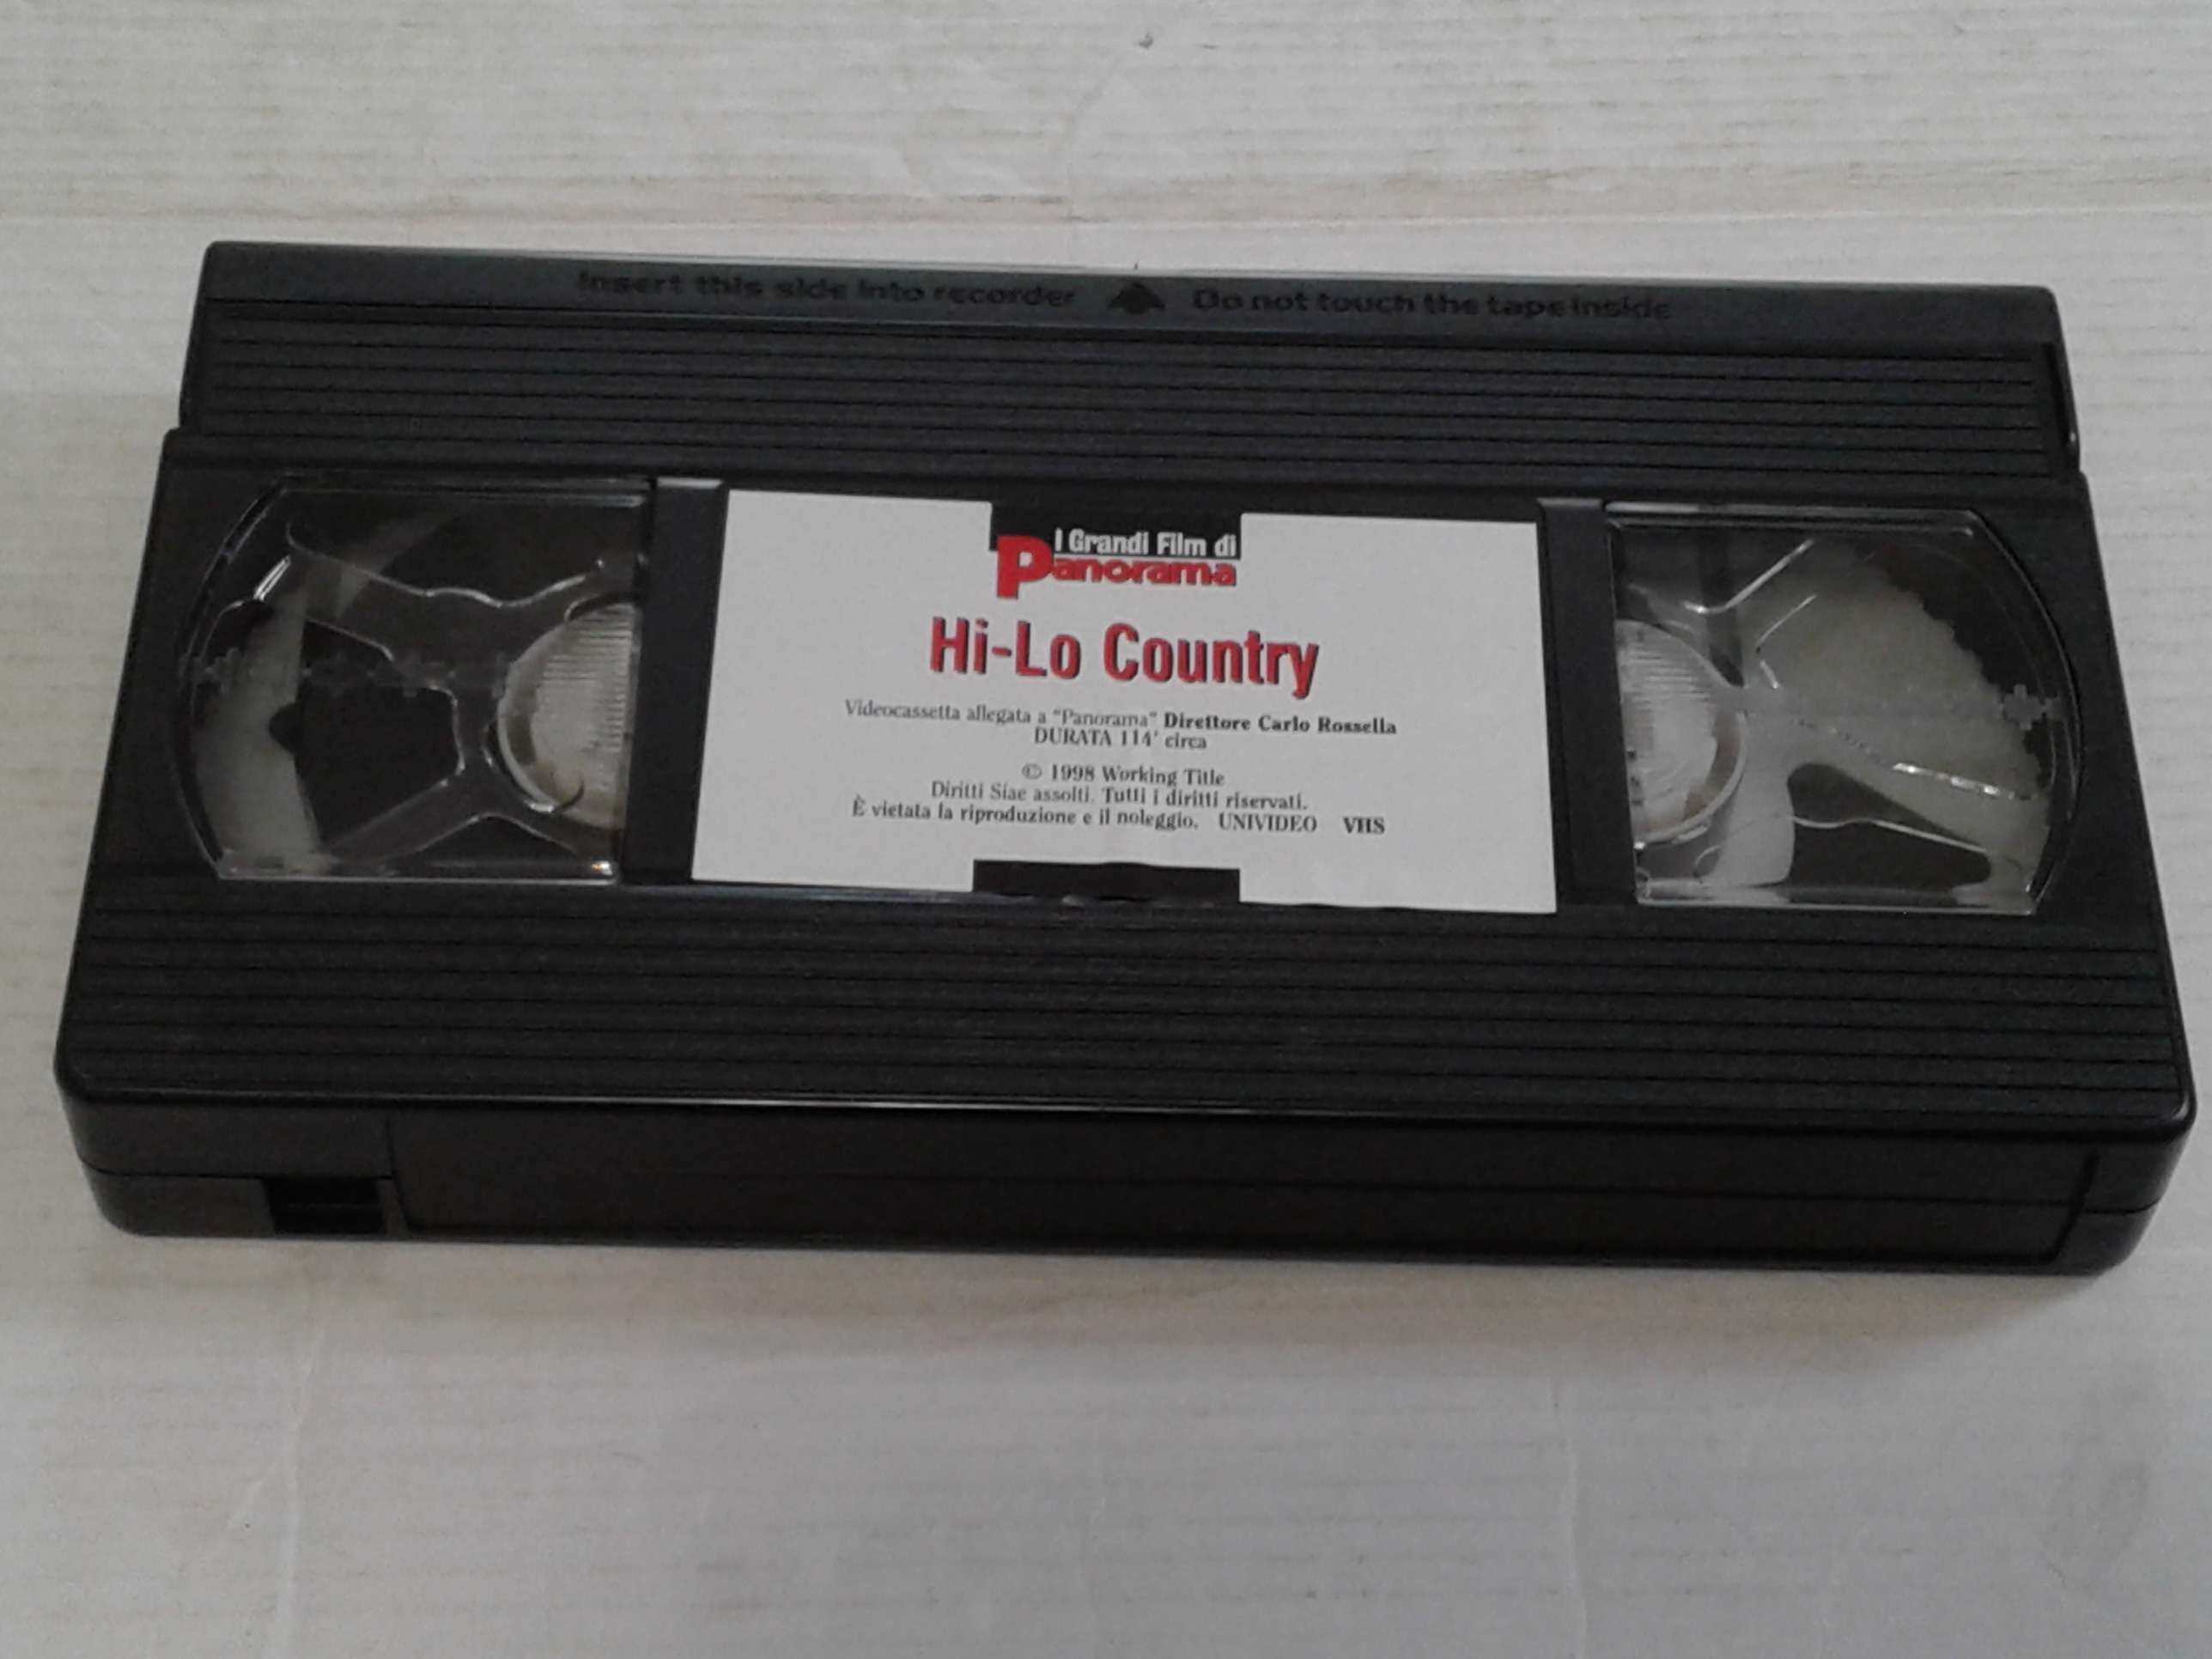 Insert this side into recorder Do not touch the tape inside
I Grandi Film di
Panorama
Hi-Lo Country
Videocassetta allegata a "Panorama" Direttore Carlo Rossella
DURATA 114' circa
© 1998 Working Title
Diritti Siae assolti. Tutti i diritti riservati.
È vietata la riproduzione e il noleggio. UNIVIDEO VHS